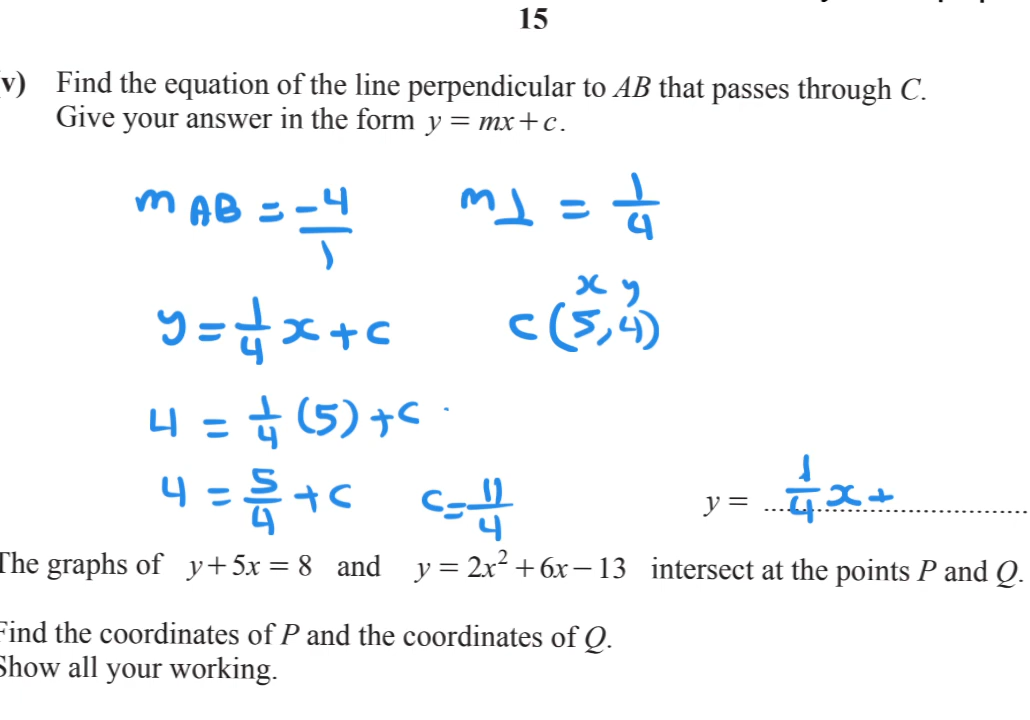 15
v) Find the equation of the line perpendicular to AB that passes through C.
Give your answer in the form y = mx + c.
m AB = -4/1 m⊥ = 1/4
x y
y = 1/4 x + c C (5, 4)
4 = 1/4 (5) + c
4 = 5/4 + c c = 11/4
y = 1/4 x +
The graphs of y + 5x = 8 and y = 2x² + 6x − 13 intersect at the points P and Q.
Find the coordinates of P and the coordinates of Q.
Show all your working.